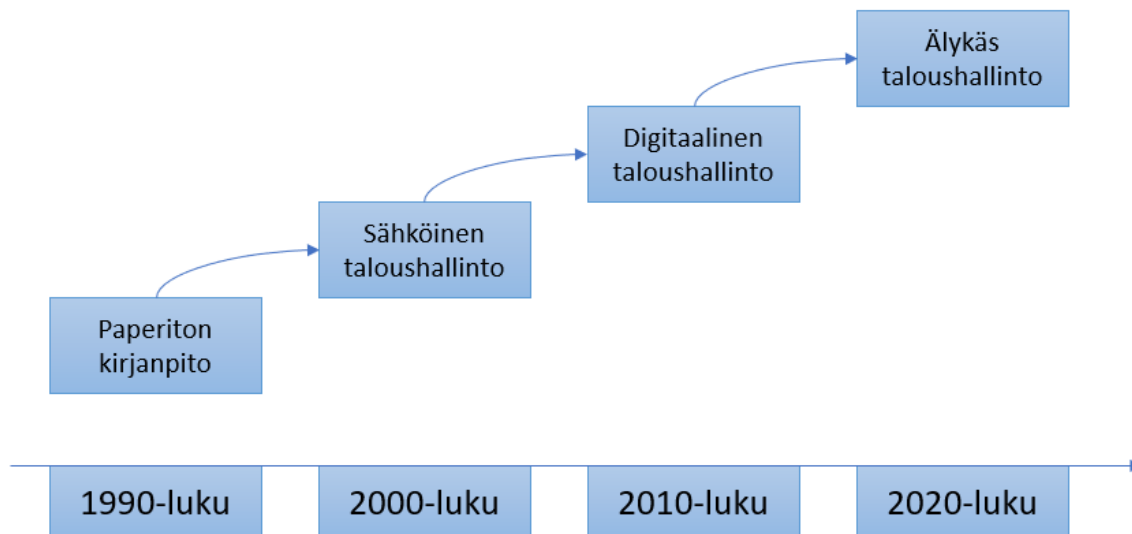 Älykäs
taloushallinto
Digitaalinen
taloushallinto
Sähköinen
taloushallinto
Paperiton
kirjanpito
1990-luku
2000-luku
2010-luku
2020-luku